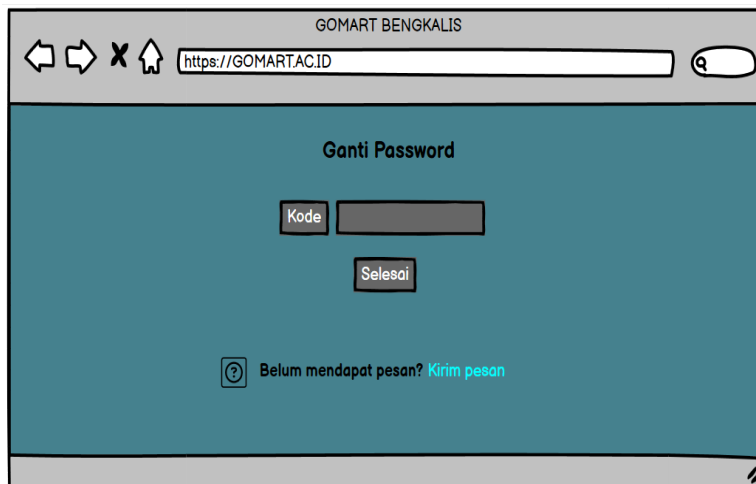 GOMART BENGKALIS
https://GOMART.AC.ID
Ganti Password
Kode
Selesai
Belum mendapat pesan? Kirim pesan